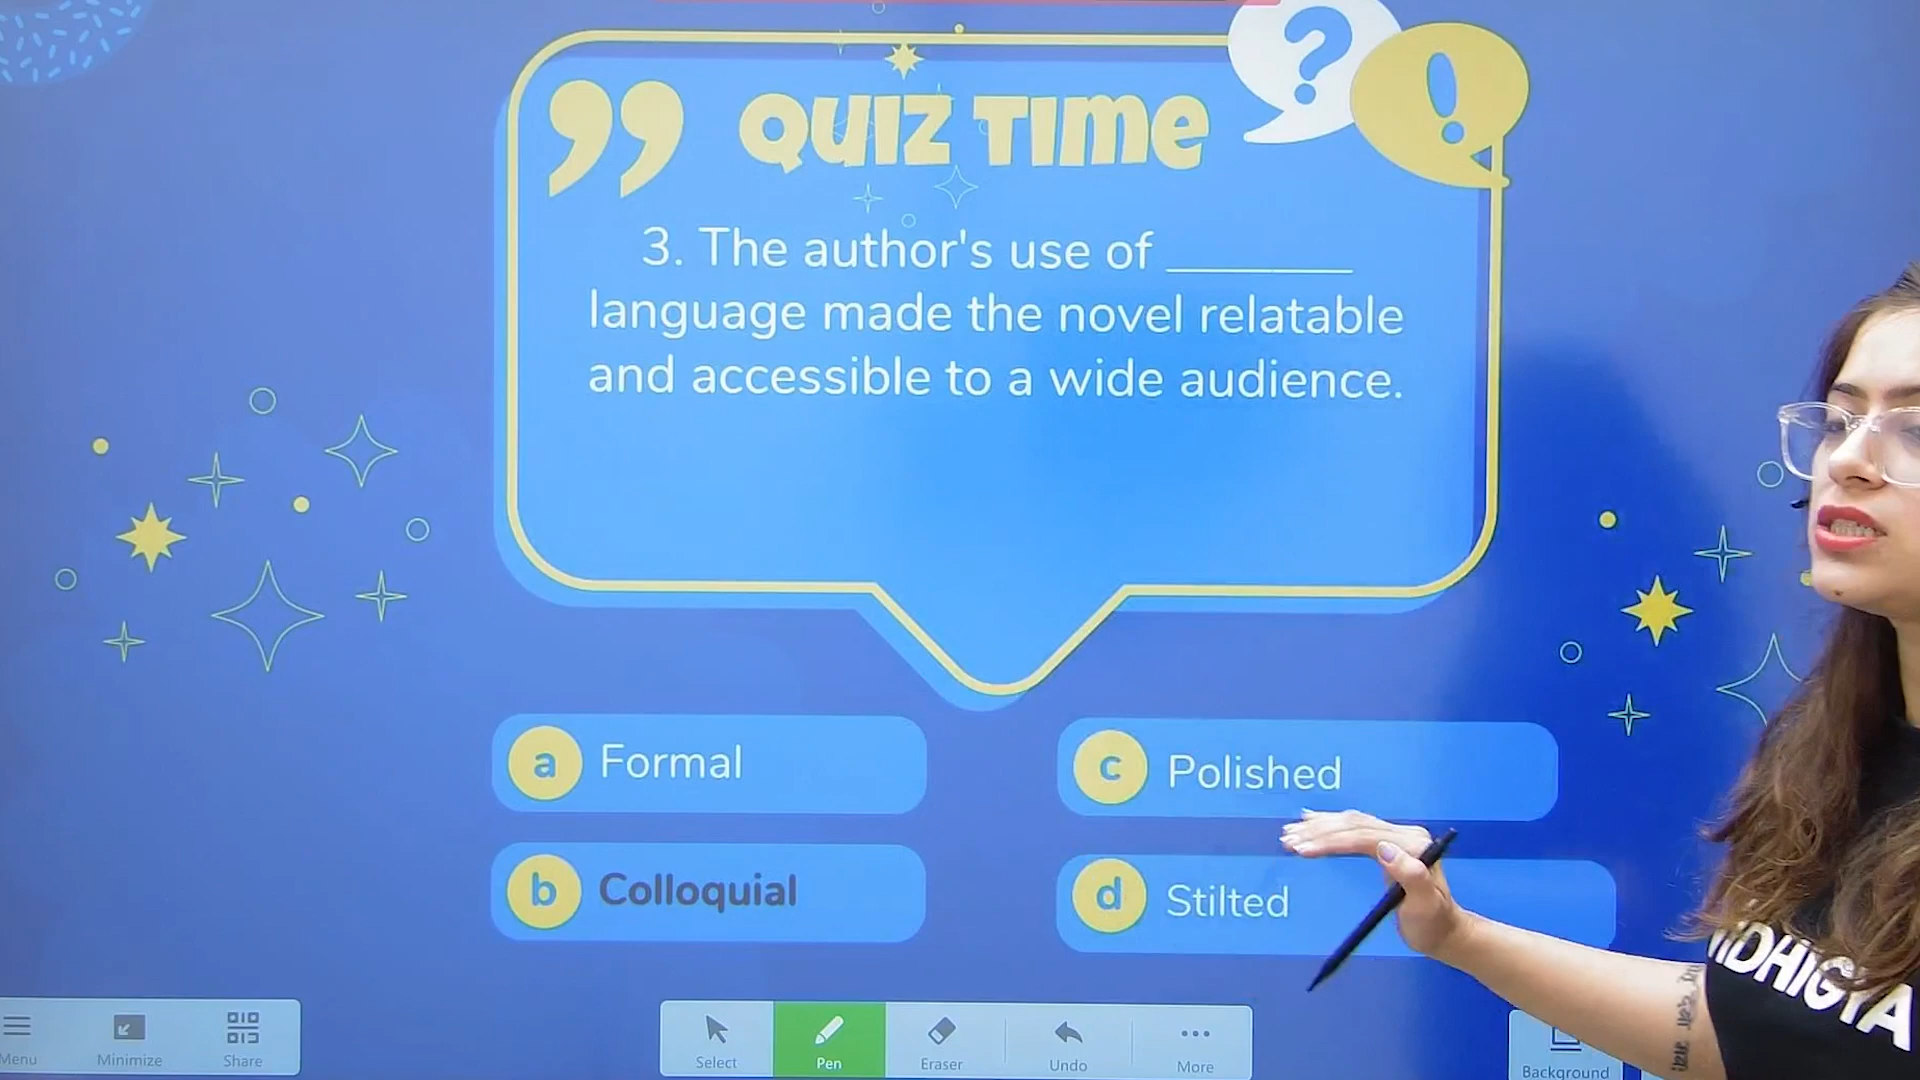 QUIZ TIME
3. The author's use of ________
language made the novel relatable
and accessible to a wide audience.
a Formal
c Polished
b Colloquial
d Stilted
Menu
Minimize
Share
Select
Pen
Eraser
Undo
More
Background